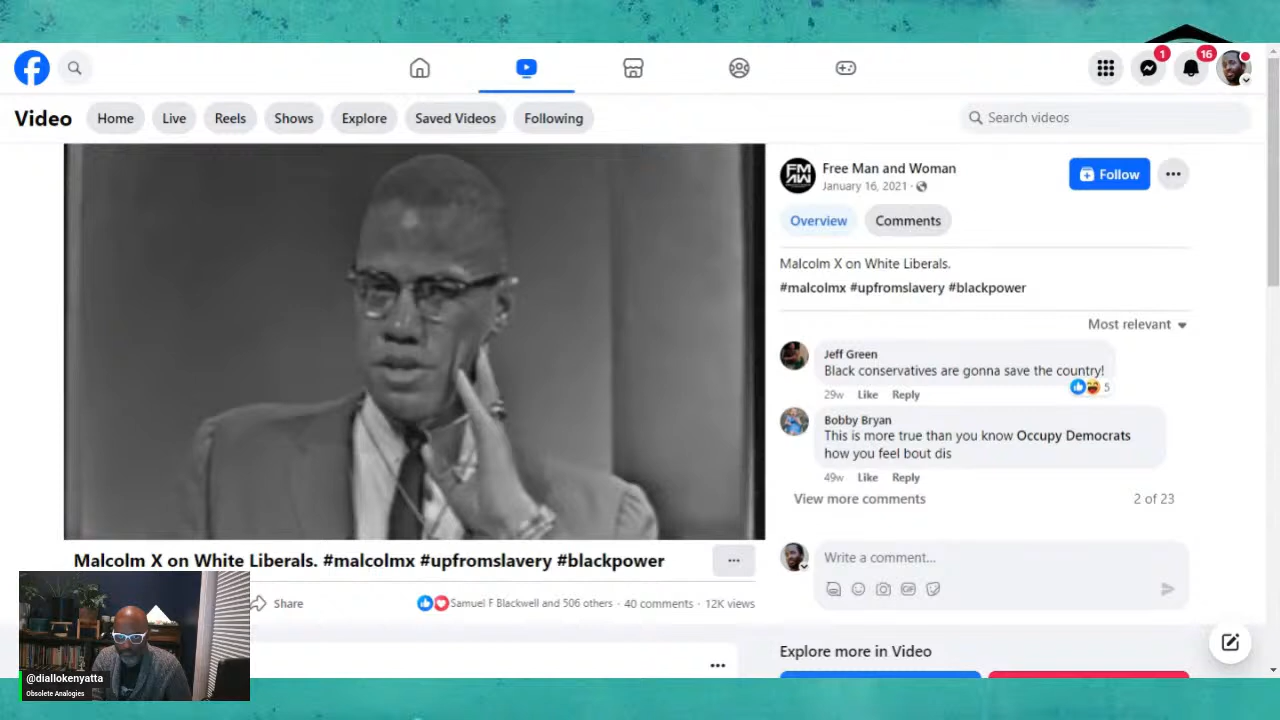 1
16
Video
Home
Live
Reels
Shows
Explore
Saved Videos
Following
Search videos
FM
AW
Free Man and Woman
January 16, 2021 ·
Follow
Overview
Comments
Malcolm X on White Liberals.
#malcolmx #upfromslavery #blackpower
Most relevant
Jeff Green
Black conservatives are gonna save the country!
5
29w Like Reply
Bobby Bryan
This is more true than you know Occupy Democrats
how you feel bout dis
49w Like Reply
View more comments
2 of 23
Malcolm X on White Liberals. #malcolmx #upfromslavery #blackpower
Share
Samuel F Blackwell and 506 others · 40 comments · 12K views
Write a comment...
GIF
@diallokenyatta
Obsolete Analogies
Explore more in Video